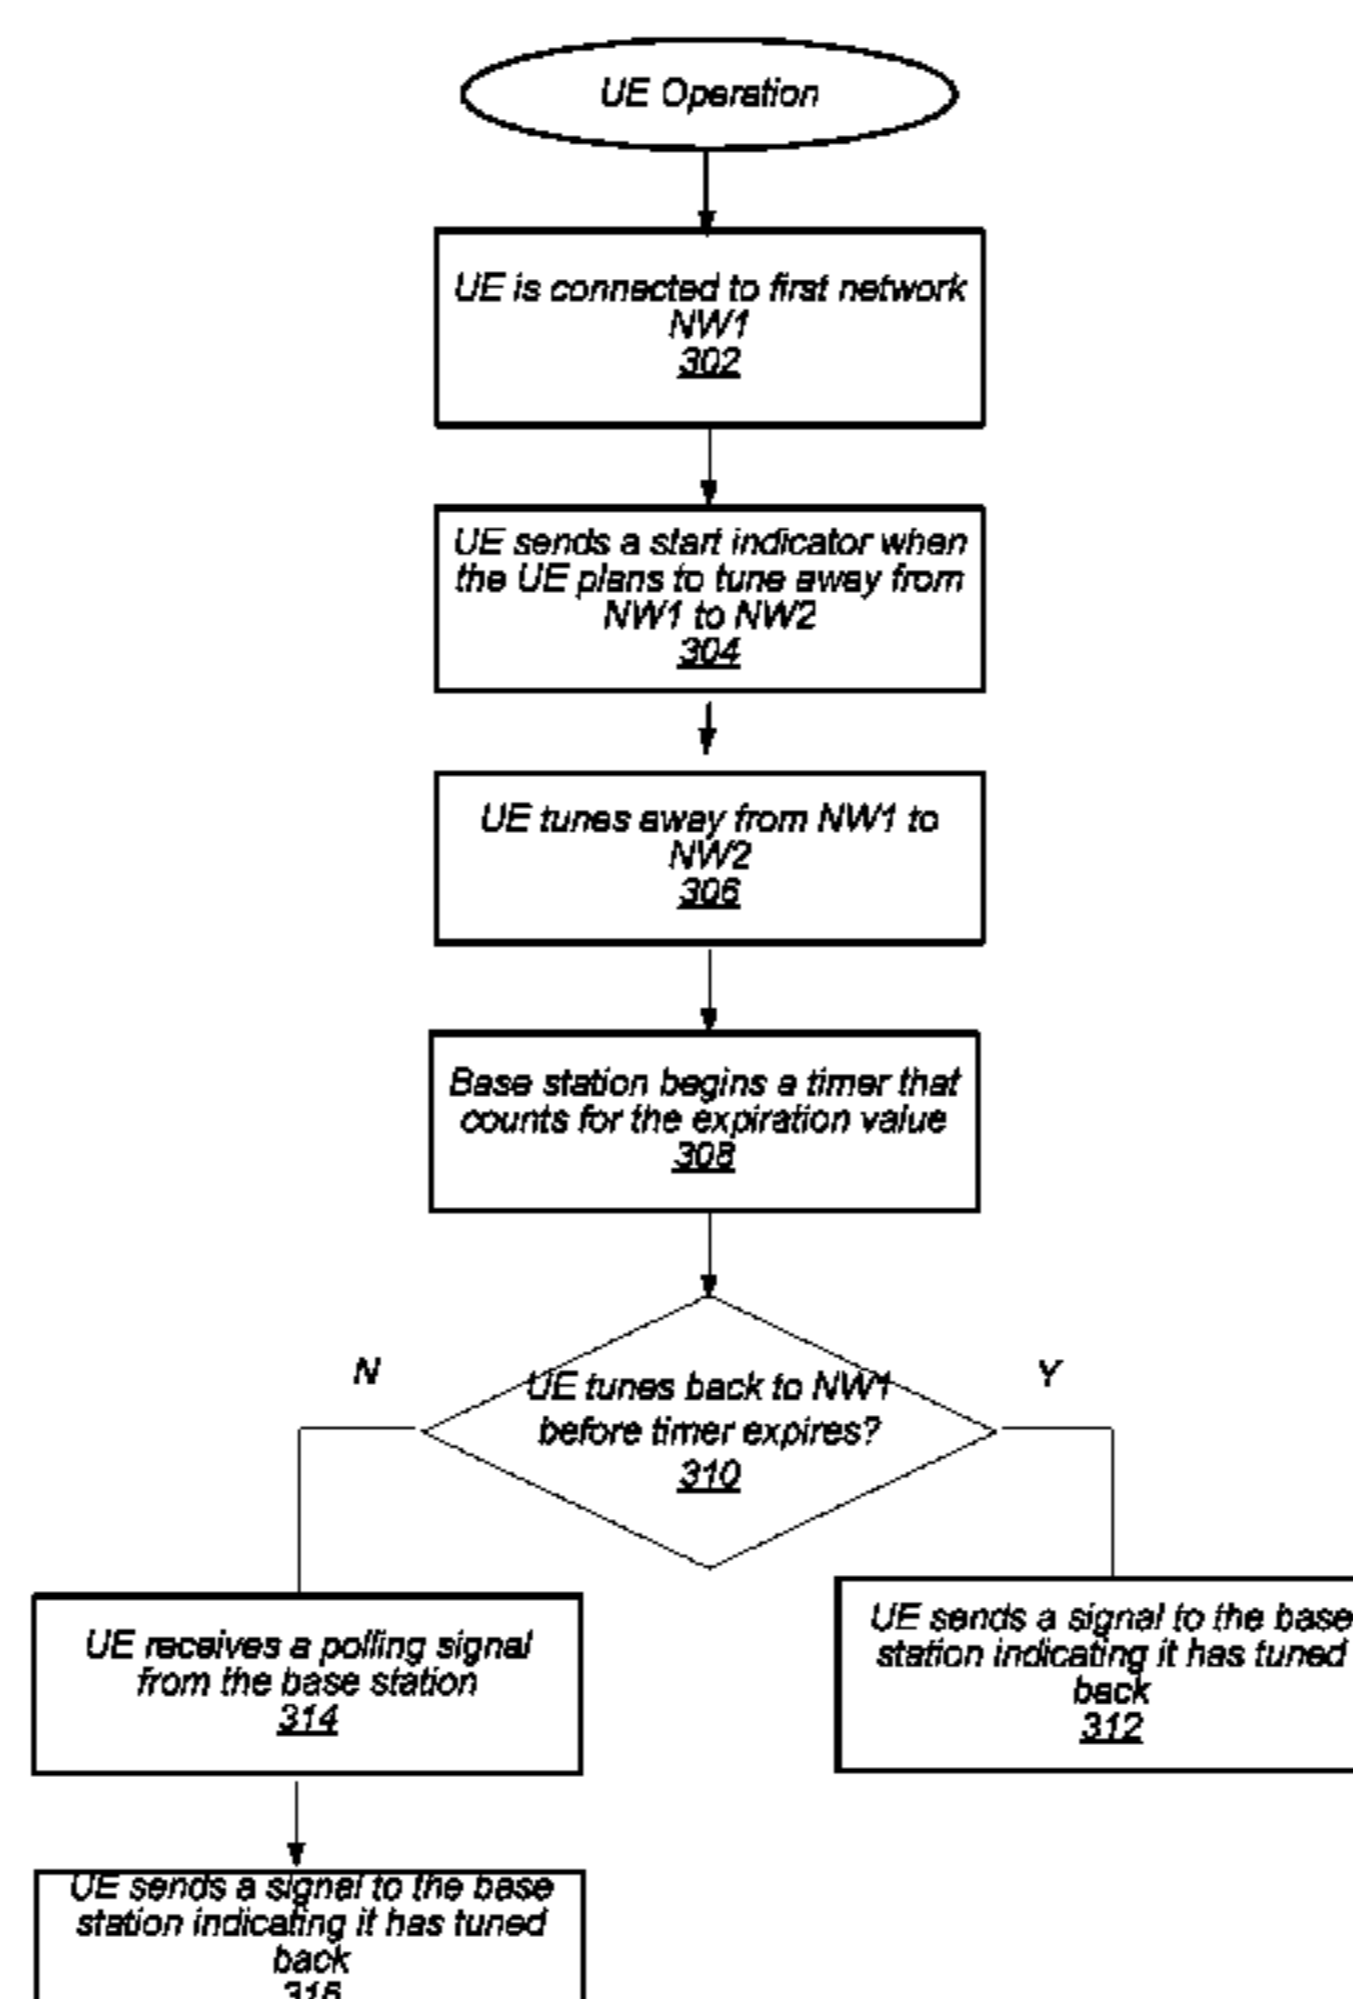 UE Operation
UE is connected to first network
NW1
302
UE sends a start indicator when
the UE plans to tune away from
NW1 to NW2
304
UE tunes away from NW1 to
NW2
306
Base station begins a timer that
counts for the expiration value
308
UE tunes back to NW1
before timer expires?
310
N
Y
UE receives a polling signal
from the base station
314
UE sends a signal to the base
station indicating it has tuned
back
312
UE sends a signal to the base
station indicating it has tuned
back